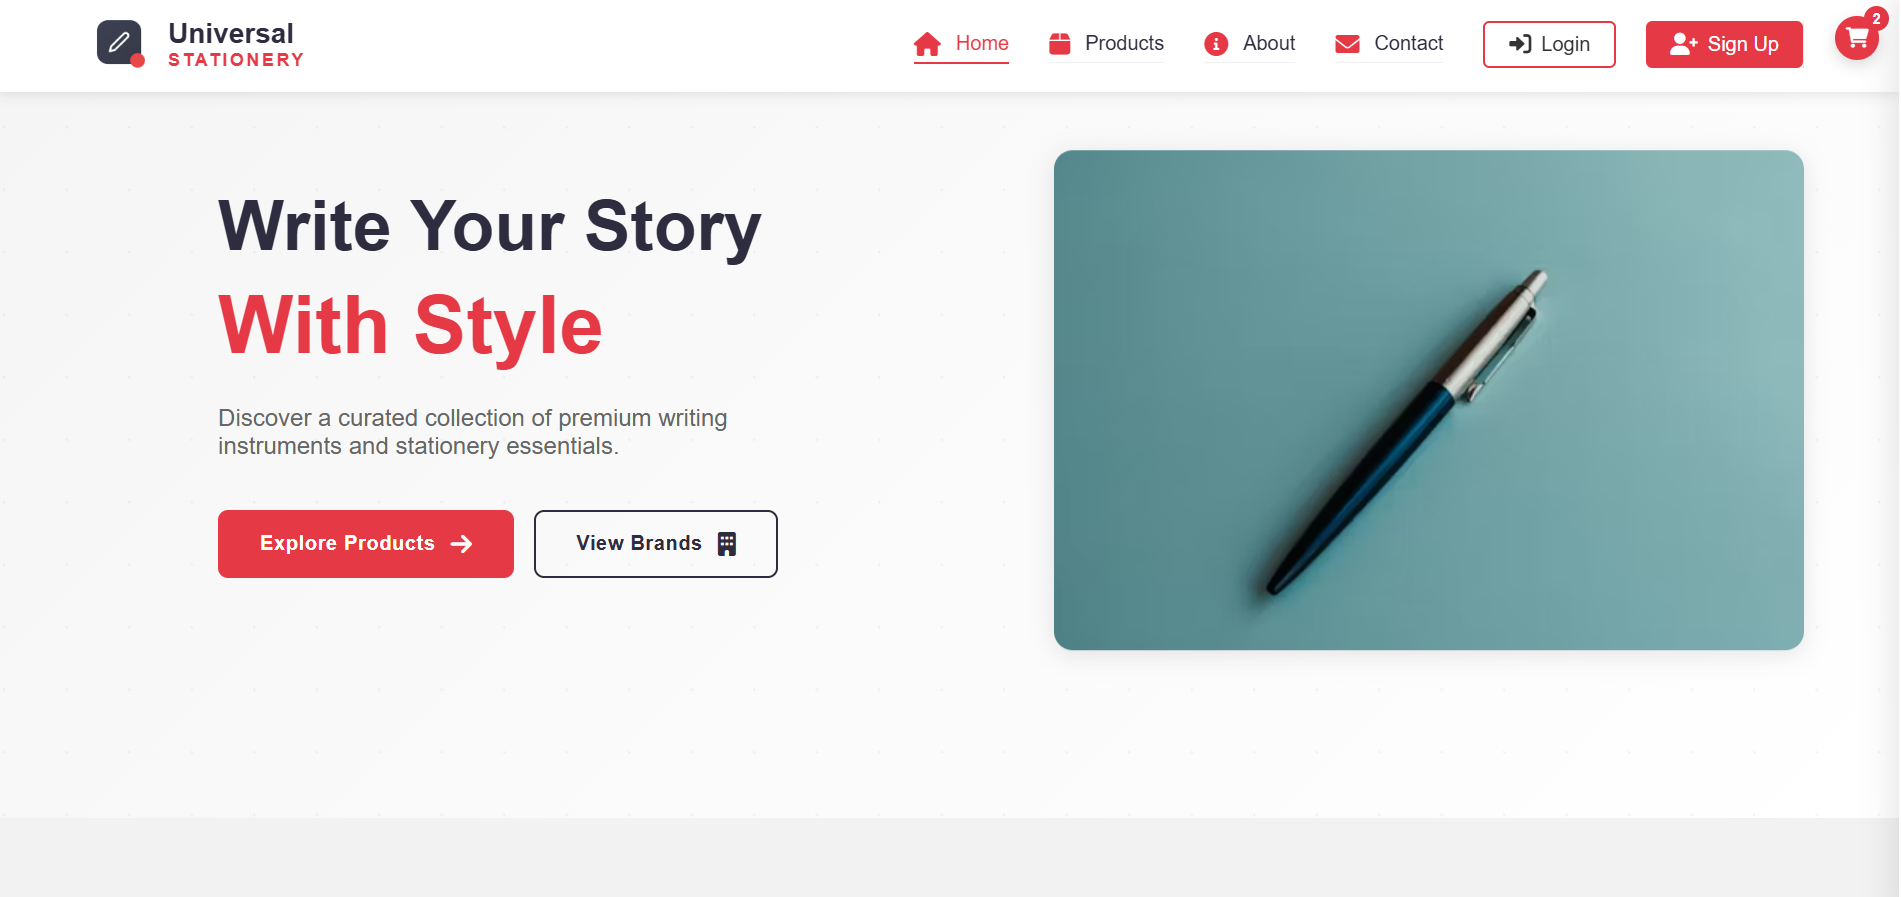 Universal
STATIONERY
Home
Products
About
Contact
Login
Sign Up
2
Write Your Story
With Style
Discover a curated collection of premium writing
instruments and stationery essentials.
Explore Products
View Brands